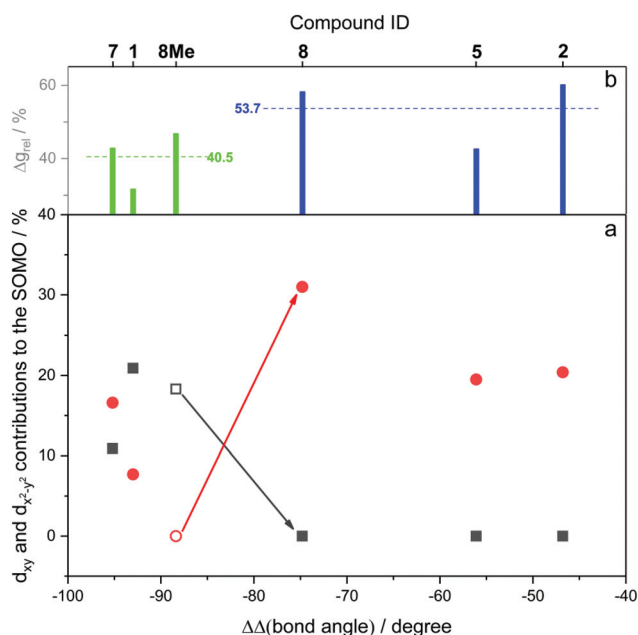 Compound ID
7 1 8Me 8 5 2
b
60
53.7
Δg_rel / %
40
40.5
40
a
30
20
10
0
d_xy and d_x²-y² contributions to the SOMO / %
-100 -90 -80 -70 -60 -50 -40
ΔΔ(bond angle) / degree